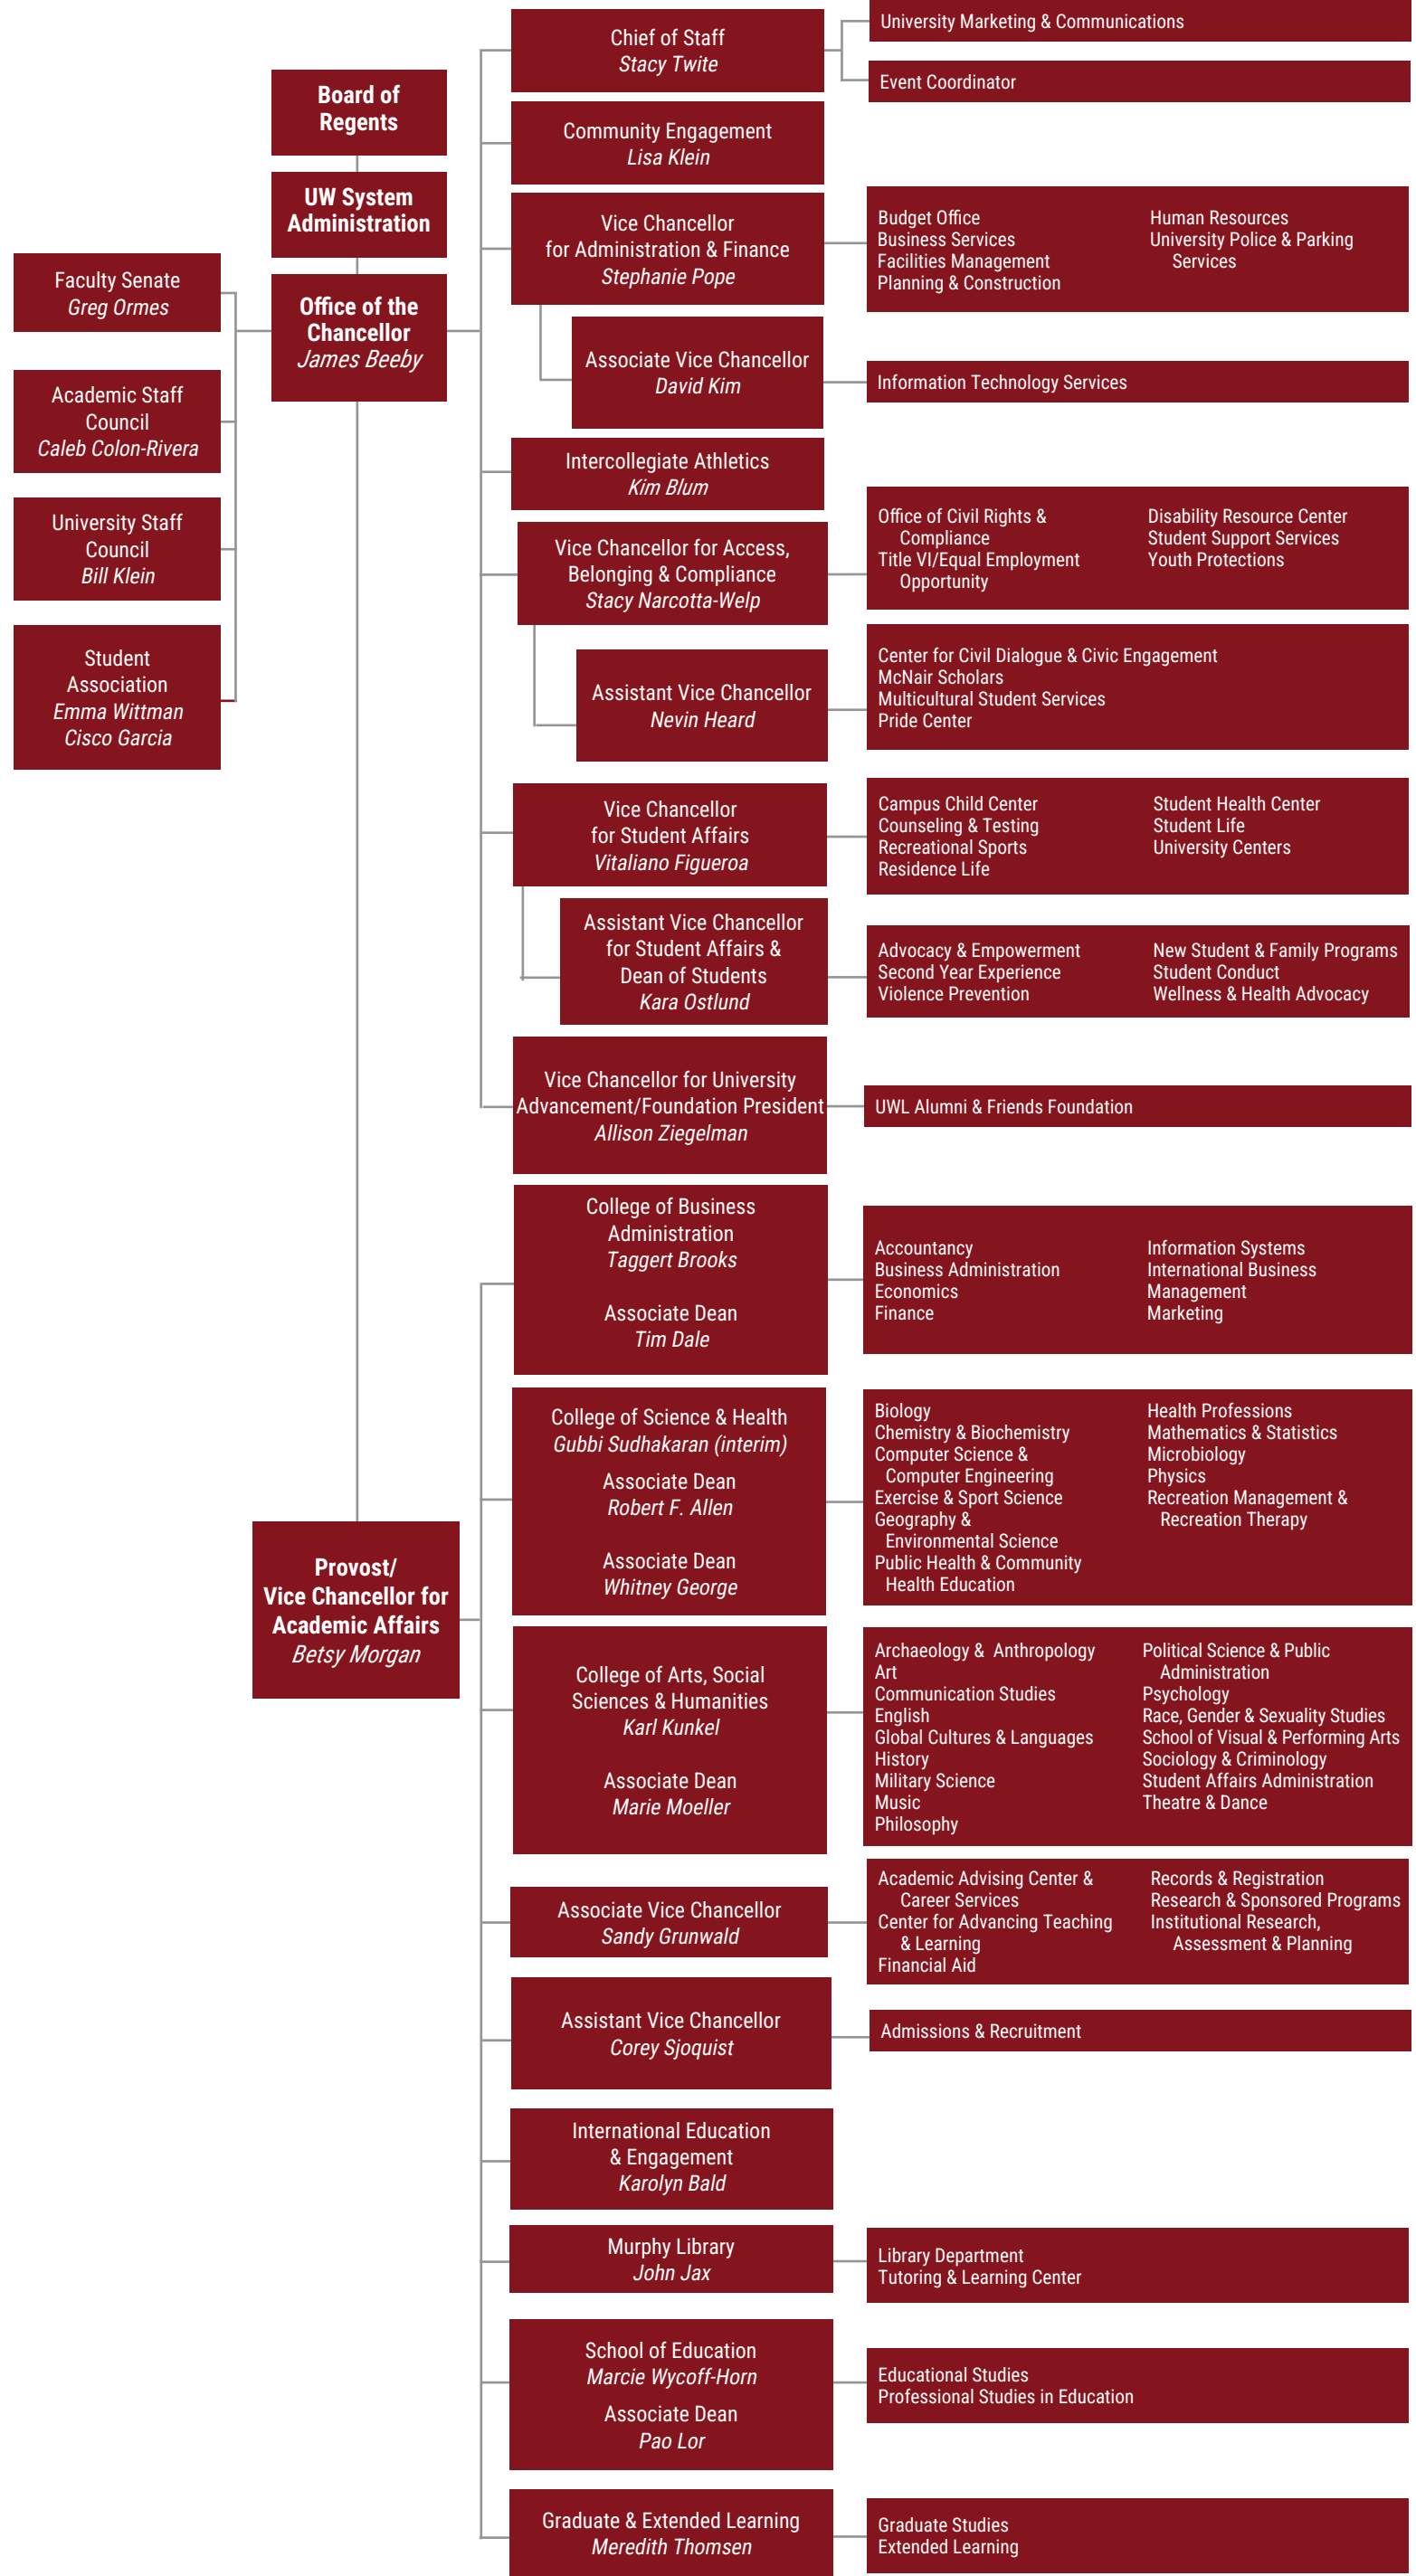 Board of
Regents
UW System
Administration
Office of the
Chancellor
James Beeby
Faculty Senate
Greg Ormes
Academic Staff
Council
Caleb Colon-Rivera
University Staff
Council
Bill Klein
Student
Association
Emma Wittman
Cisco Garcia
Chief of Staff
Stacy Twite
University Marketing & Communications
Event Coordinator
Community Engagement
Lisa Klein
Vice Chancellor
for Administration & Finance
Stephanie Pope
Budget Office
Business Services
Facilities Management
Planning & Construction
Human Resources
University Police & Parking
Services
Associate Vice Chancellor
David Kim
Information Technology Services
Intercollegiate Athletics
Kim Blum
Vice Chancellor for Access,
Belonging & Compliance
Stacy Narcotta-Welp
Office of Civil Rights &
Compliance
Title VI/Equal Employment
Opportunity
Disability Resource Center
Student Support Services
Youth Protections
Assistant Vice Chancellor
Nevin Heard
Center for Civil Dialogue & Civic Engagement
McNair Scholars
Multicultural Student Services
Pride Center
Vice Chancellor
for Student Affairs
Vitaliano Figueroa
Campus Child Center
Counseling & Testing
Recreational Sports
Residence Life
Student Health Center
Student Life
University Centers
Assistant Vice Chancellor
for Student Affairs &
Dean of Students
Kara Ostlund
Advocacy & Empowerment
Second Year Experience
Violence Prevention
New Student & Family Programs
Student Conduct
Wellness & Health Advocacy
Vice Chancellor for University
Advancement/Foundation President
Allison Ziegelman
UWL Alumni & Friends Foundation
Provost/
Vice Chancellor for
Academic Affairs
Betsy Morgan
College of Business
Administration
Taggert Brooks
Associate Dean
Tim Dale
Accountancy
Business Administration
Economics
Finance
Information Systems
International Business
Management
Marketing
College of Science & Health
Gubbi Sudhakaran (interim)
Associate Dean
Robert F. Allen
Associate Dean
Whitney George
Biology
Chemistry & Biochemistry
Computer Science &
Computer Engineering
Exercise & Sport Science
Geography &
Environmental Science
Public Health & Community
Health Education
Health Professions
Mathematics & Statistics
Microbiology
Physics
Recreation Management &
Recreation Therapy
College of Arts, Social
Sciences & Humanities
Karl Kunkel
Associate Dean
Marie Moeller
Archaeology & Anthropology
Art
Communication Studies
English
Global Cultures & Languages
History
Military Science
Music
Philosophy
Political Science & Public
Administration
Psychology
Race, Gender & Sexuality Studies
School of Visual & Performing Arts
Sociology & Criminology
Student Affairs Administration
Theatre & Dance
Associate Vice Chancellor
Sandy Grunwald
Academic Advising Center &
Career Services
Center for Advancing Teaching
& Learning
Financial Aid
Records & Registration
Research & Sponsored Programs
Institutional Research,
Assessment & Planning
Assistant Vice Chancellor
Corey Sjoquist
Admissions & Recruitment
International Education
& Engagement
Karolyn Bald
Murphy Library
John Jax
Library Department
Tutoring & Learning Center
School of Education
Marcie Wycoff-Horn
Associate Dean
Pao Lor
Educational Studies
Professional Studies in Education
Graduate & Extended Learning
Meredith Thomsen
Graduate Studies
Extended Learning